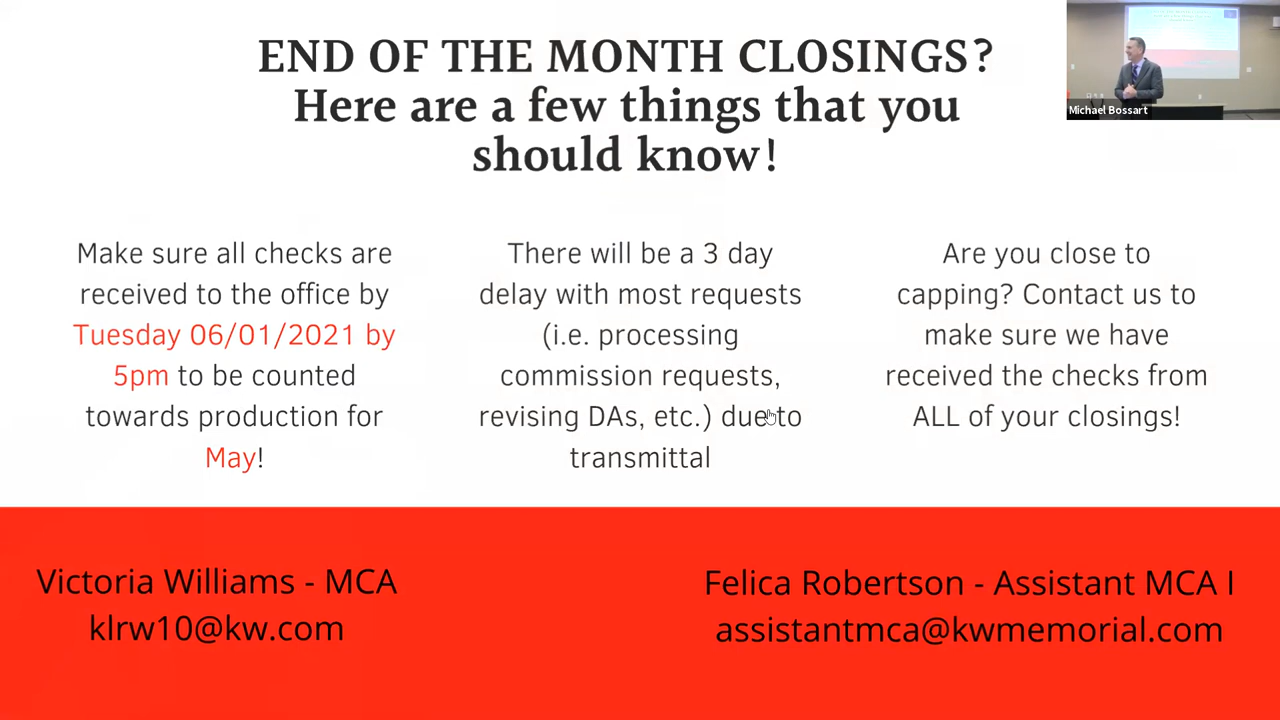 END OF THE MONTH CLOSINGS?
Here are a few things that you
should know!
Michael Bossart
Make sure all checks are
received to the office by
Tuesday 06/01/2021 by
5pm to be counted
towards production for
May!
There will be a 3 day
delay with most requests
(i.e. processing
commission requests,
revising DAs, etc.) due to
transmittal
Are you close to
capping? Contact us to
make sure we have
received the checks from
ALL of your closings!
Victoria Williams - MCA
klrw10@kw.com
Felica Robertson - Assistant MCA I
assistantmca@kwmemorial.com